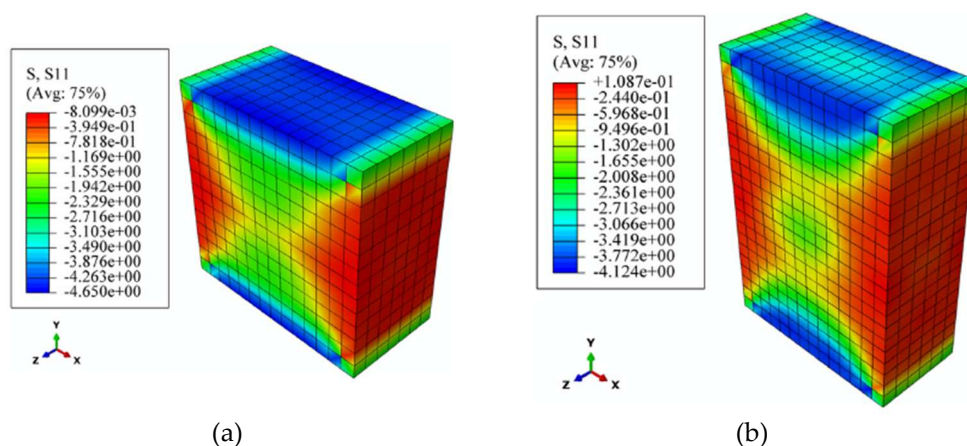 S, S11
(Avg: 75%)
-8.099e-03
-3.949e-01
-7.818e-01
-1.169e+00
-1.555e+00
-1.942e+00
-2.329e+00
-2.716e+00
-3.103e+00
-3.490e+00
-3.876e+00
-4.263e+00
-4.650e+00
Y
Z
X
(a)
S, S11
(Avg: 75%)
+1.087e-01
-2.440e-01
-5.968e-01
-9.496e-01
-1.302e+00
-1.655e+00
-2.008e+00
-2.361e+00
-2.713e+00
-3.066e+00
-3.419e+00
-3.772e+00
-4.124e+00
Y
Z
X
(b)